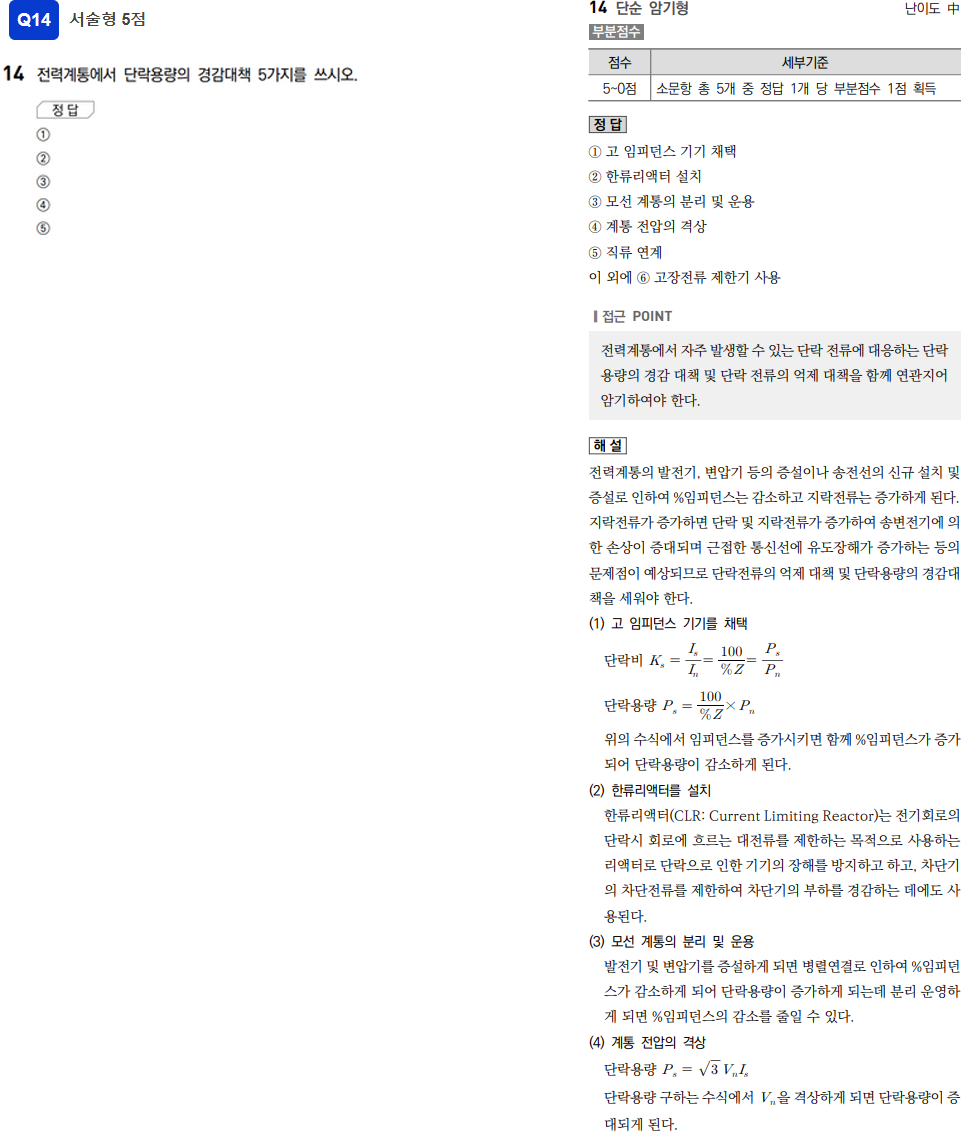 Q14 서술형 5점
14 전력계통에서 단락용량의 경감대책 5가지를 쓰시오.
정답
①
②
③
④
⑤
14 단순 암기형 난이도 中
부분점수
점수 세부기준
5~0점 소문항 총 5개 중 정답 1개 당 부분점수 1점 획득
정답
① 고 임피던스 기기 채택
② 한류리액터 설치
③ 모선 계통의 분리 및 운용
④ 계통 전압의 격상
⑤ 직류 연계
이 외에 ⑥ 고장전류 제한기 사용
접근 POINT
전력계통에서 자주 발생할 수 있는 단락 전류에 대응하는 단락
용량의 경감 대책 및 단락 전류의 억제 대책을 함께 연관지어
암기하여야 한다.
해설
전력계통의 발전기, 변압기 등의 증설이나 송전선의 신규 설치 및
증설로 인하여 %임피던스는 감소하고 지락전류는 증가하게 된다.
지락전류가 증가하면 단락 및 지락전류가 증가하여 송변전기에 의
한 손상이 증대되며 근접한 통신선에 유도장해가 증가하는 등의
문제점이 예상되므로 단락전류의 억제 대책 및 단락용량의 경감대
책을 세워야 한다.
(1) 고 임피던스 기기를 채택
단락비 K_s = I_s/I_n = 100/%Z = P_s/P_n
단락용량 P_s = 100/%Z × P_n
위의 수식에서 임피던스를 증가시키면 함께 %임피던스가 증가
되어 단락용량이 감소하게 된다.
(2) 한류리액터를 설치
한류리액터(CLR: Current Limiting Reactor)는 전기회로의
단락시 회로에 흐르는 대전류를 제한하는 목적으로 사용하는
리액터로 단락으로 인한 기기의 장해를 방지하고 하고, 차단기
의 차단전류를 제한하여 차단기의 부하를 경감하는 데에도 사
용된다.
(3) 모선 계통의 분리 및 운용
발전기 및 변압기를 증설하게 되면 병렬연결로 인하여 %임피던
스가 감소하게 되어 단락용량이 증가하게 되는데 분리 운영하
게 되면 %임피던스의 감소를 줄일 수 있다.
(4) 계통 전압의 격상
단락용량 P_s = √3 V_n I_s
단락용량 구하는 수식에서 V_n을 격상하게 되면 단락용량이 증
대되게 된다.